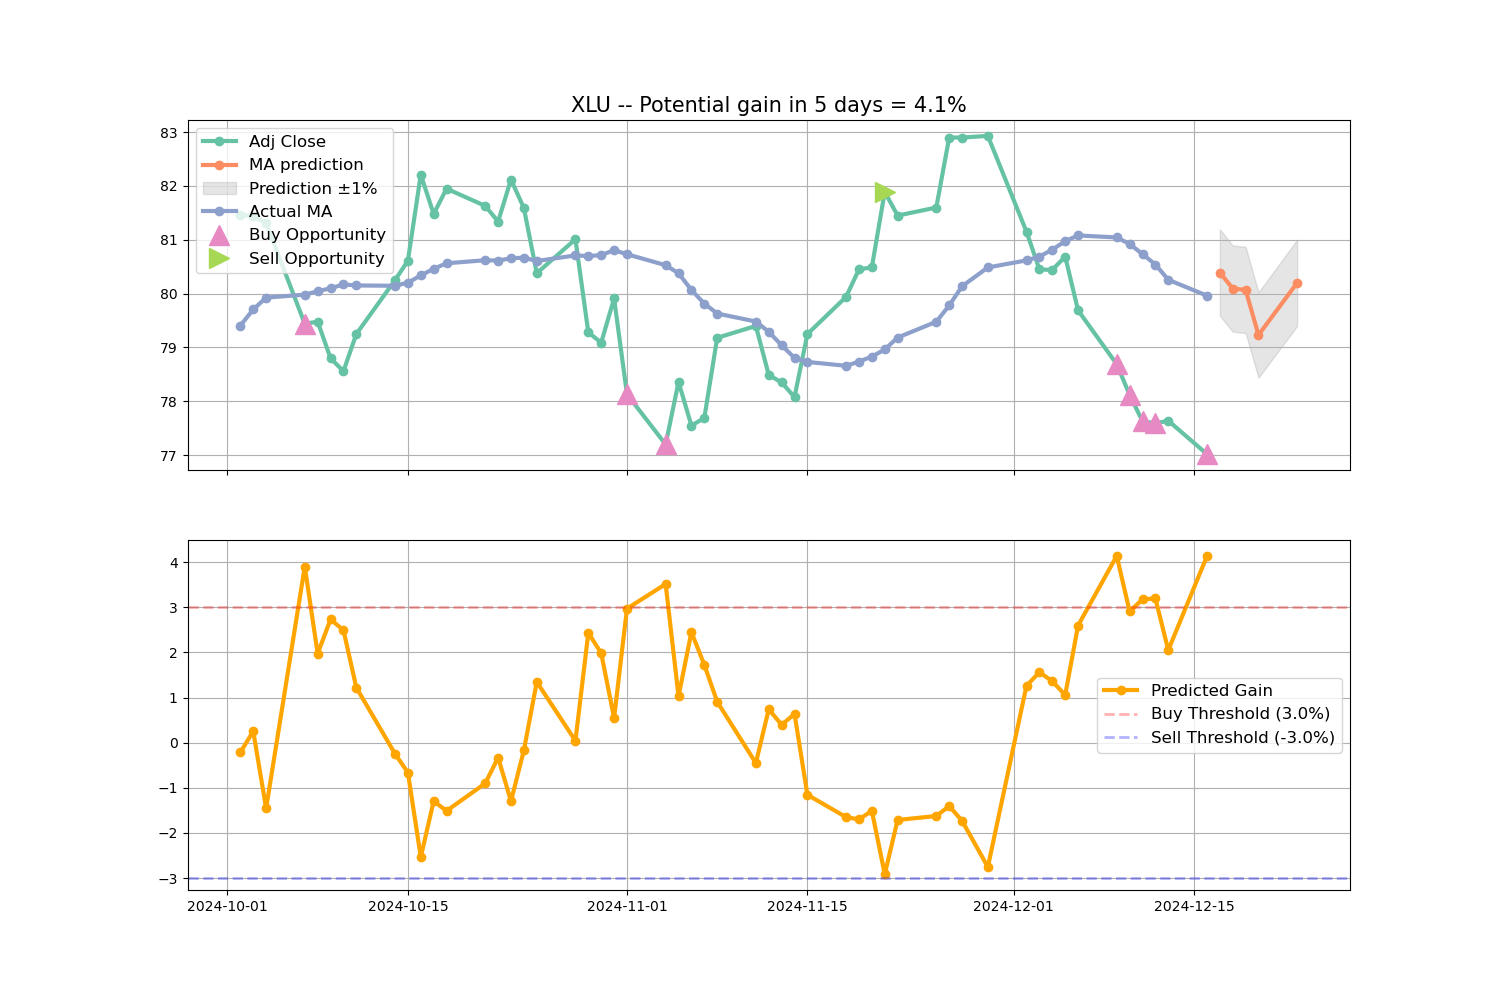 XLU -- Potential gain in 5 days = 4.1%
83
82
81
80
79
78
77
Adj Close
MA prediction
Prediction ±1%
Actual MA
Buy Opportunity
Sell Opportunity
4
3
2
1
0
−1
−2
−3
Predicted Gain
Buy Threshold (3.0%)
Sell Threshold (-3.0%)
2024-10-01
2024-10-15
2024-11-01
2024-11-15
2024-12-01
2024-12-15